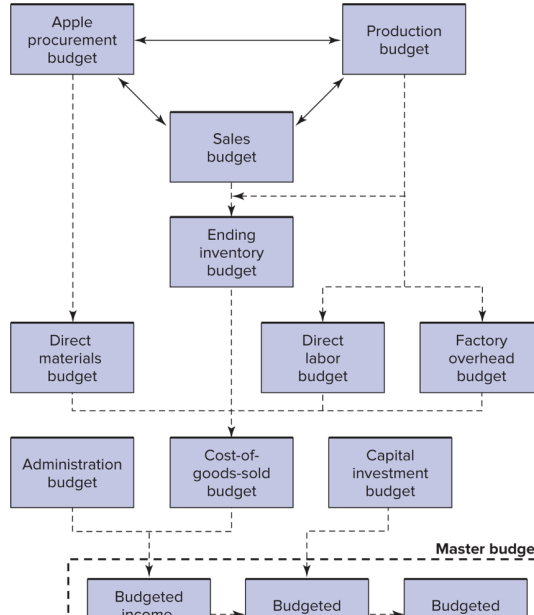 Apple
procurement
budget
Production
budget
Sales
budget
Ending
inventory
budget
Direct
materials
budget
Direct
labor
budget
Factory
overhead
budget
Administration
budget
Cost-of-
goods-sold
budget
Capital
investment
budget
Master budge
Budgeted
income
Budgeted
Budgeted